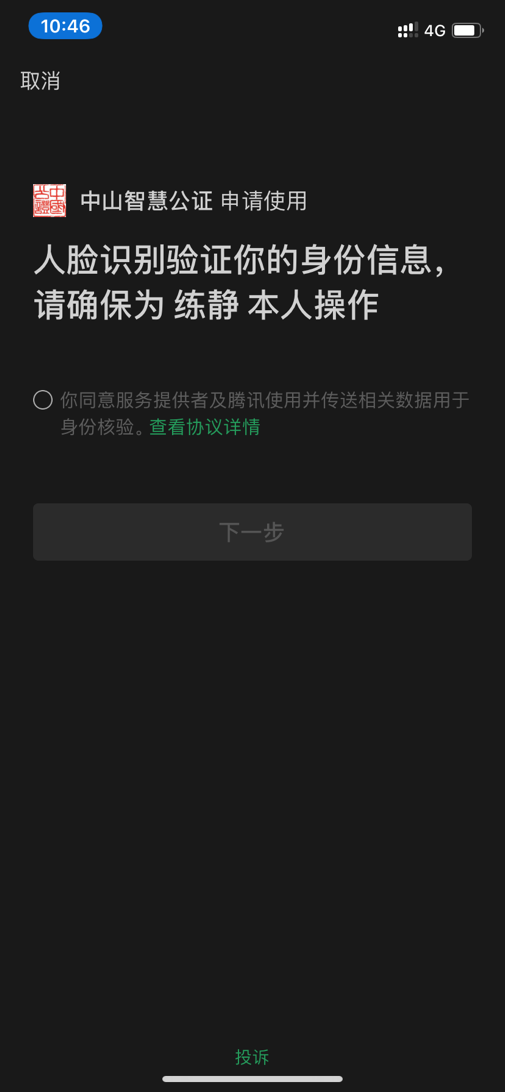 10:46
4G
取消
中山智慧公证 申请使用
人脸识别验证你的身份信息，
请确保为 练静 本人操作
你同意服务提供者及腾讯使用并传送相关数据用于
身份核验。查看协议详情
下一步
投诉